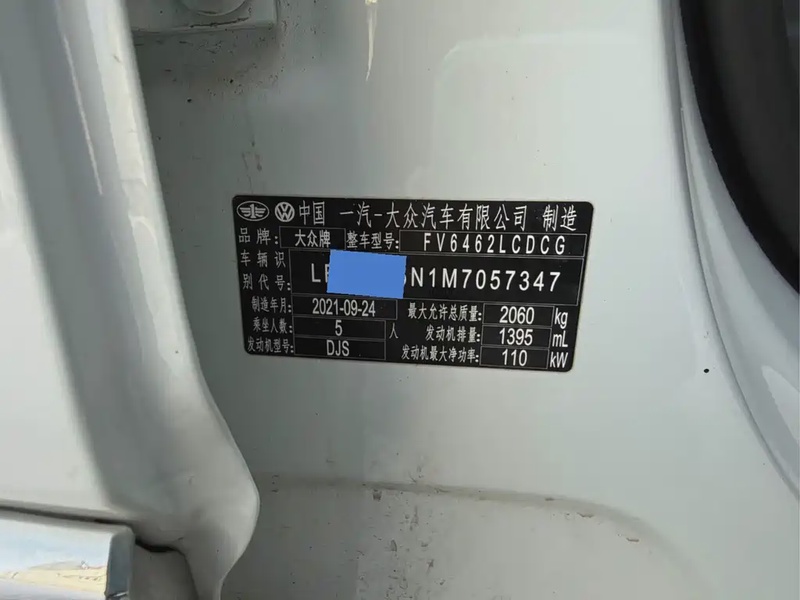 中国 一汽-大众汽车有限公司 制造
品牌: 大众牌 整车型号: FV6462LCDCG
车辆识别代号: L N1M7057347
制造年月: 2021-09-24 最大允许总质量: 2060 kg
乘坐人数: 5 人 发动机排量: 1395 mL
发动机型号: DJS 发动机最大净功率: 110 kW